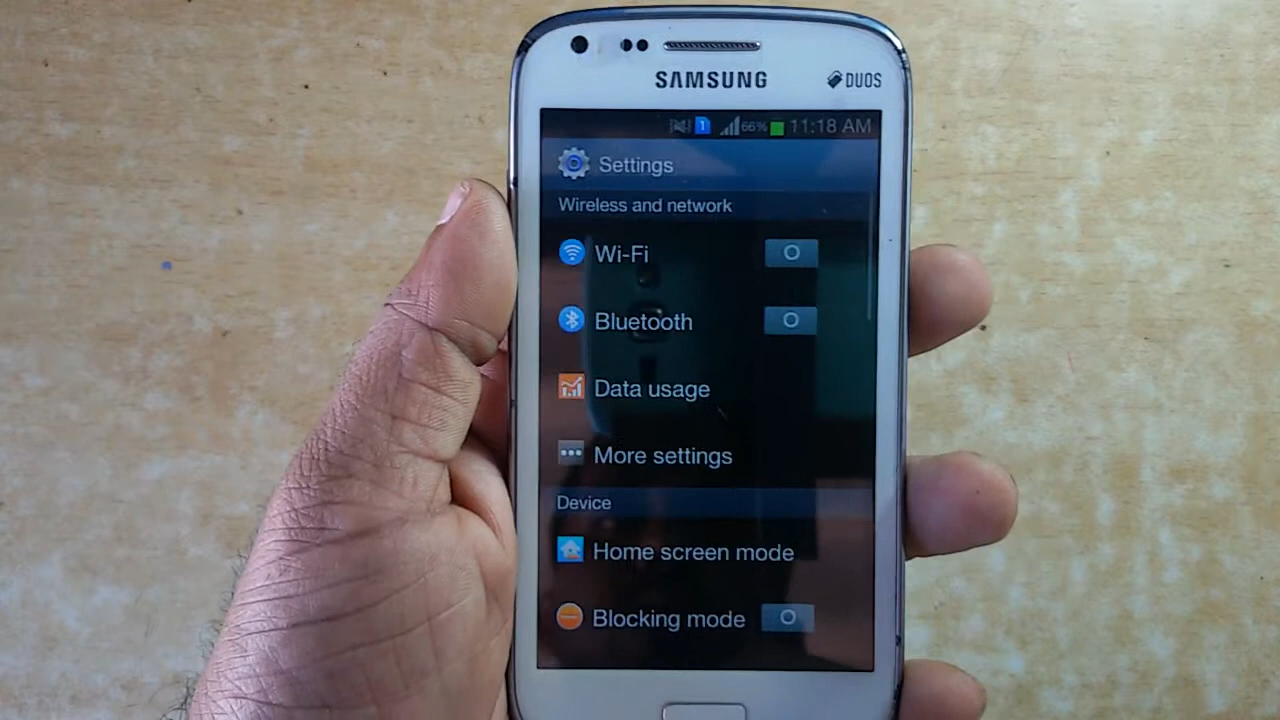 SAMSUNG
DUOS
1 66% 11:18 AM
Settings
Wireless and network
Wi-Fi
Bluetooth
Data usage
More settings
Device
Home screen mode
Blocking mode